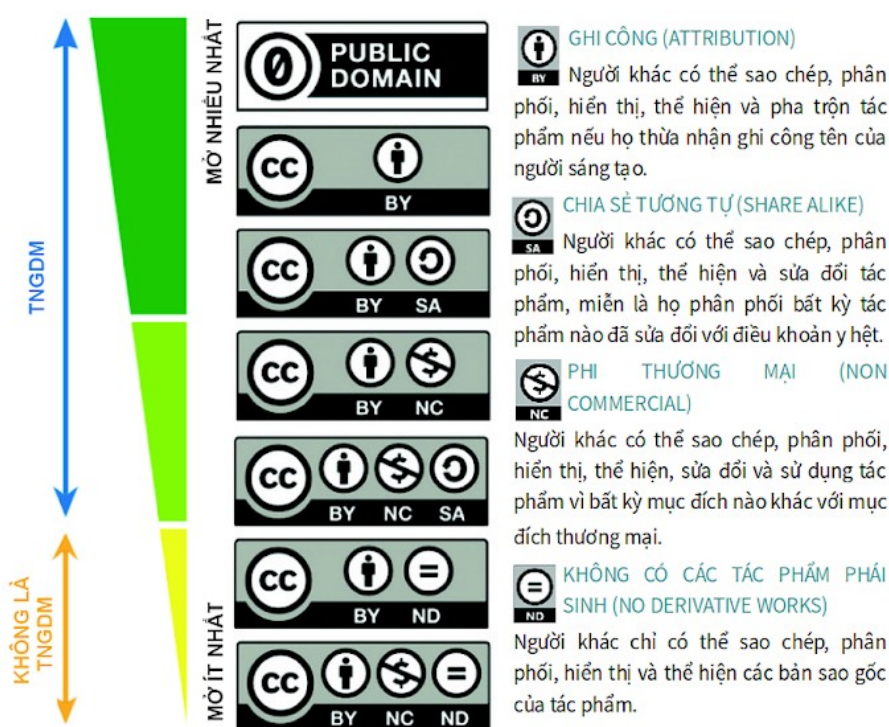 TNGDM
KHÔNG LÀ
TNGDM
MỞ NHIỀU NHẤT
MỞ ÍT NHẤT
PUBLIC
DOMAIN
CC
BY
CC
BY SA
CC
BY NC
CC
BY NC SA
CC
BY ND
CC
BY NC ND
BY
GHI CÔNG (ATTRIBUTION)
Người khác có thể sao chép, phân
phối, hiển thị, thể hiện và pha trộn tác
phẩm nếu họ thừa nhận ghi công tên của
người sáng tạo.
SA
CHIA SẺ TƯƠNG TỰ (SHARE ALIKE)
Người khác có thể sao chép, phân
phối, hiển thị, thể hiện và sửa đổi tác
phẩm, miễn là họ phân phối bất kỳ tác
phẩm nào đã sửa đổi với điều khoản y hệt.
NC
PHI THƯƠNG MẠI (NON
COMMERCIAL)
Người khác có thể sao chép, phân phối,
hiển thị, thể hiện, sửa đổi và sử dụng tác
phẩm vì bất kỳ mục đích nào khác với mục
đích thương mại.
ND
KHÔNG CÓ CÁC TÁC PHẨM PHÁI
SINH (NO DERIVATIVE WORKS)
Người khác chỉ có thể sao chép, phân
phối, hiển thị và thể hiện các bản sao gốc
của tác phẩm.